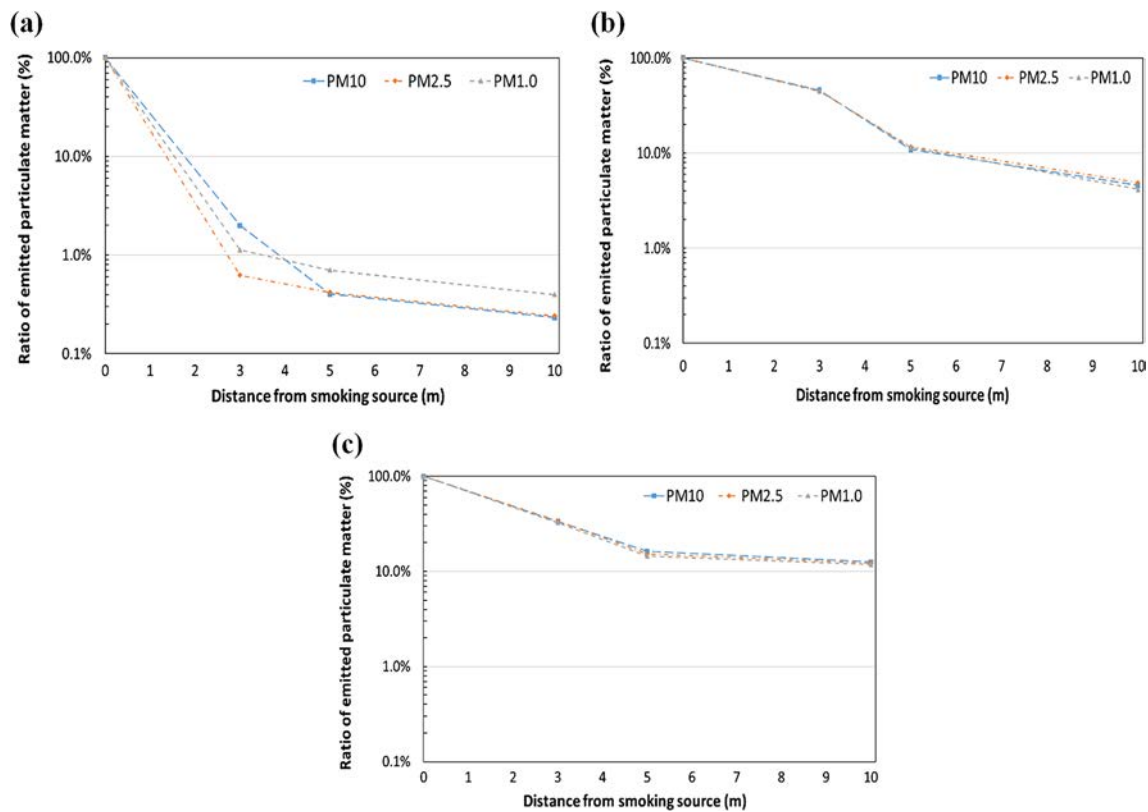 (a)
Ratio of emitted particulate matter (%)
100.0%
10.0%
1.0%
0.1%
PM10 PM2.5 PM1.0
0 1 2 3 4 5 6 7 8 9 10
Distance from smoking source (m)
(b)
Ratio of emitted particulate matter (%)
100.0%
10.0%
1.0%
0.1%
PM10 PM2.5 PM1.0
0 1 2 3 4 5 6 7 8 9 10
Distance from smoking source (m)
(c)
Ratio of emitted particulate matter (%)
100.0%
10.0%
1.0%
0.1%
PM10 PM2.5 PM1.0
0 1 2 3 4 5 6 7 8 9 10
Distance from smoking source (m)